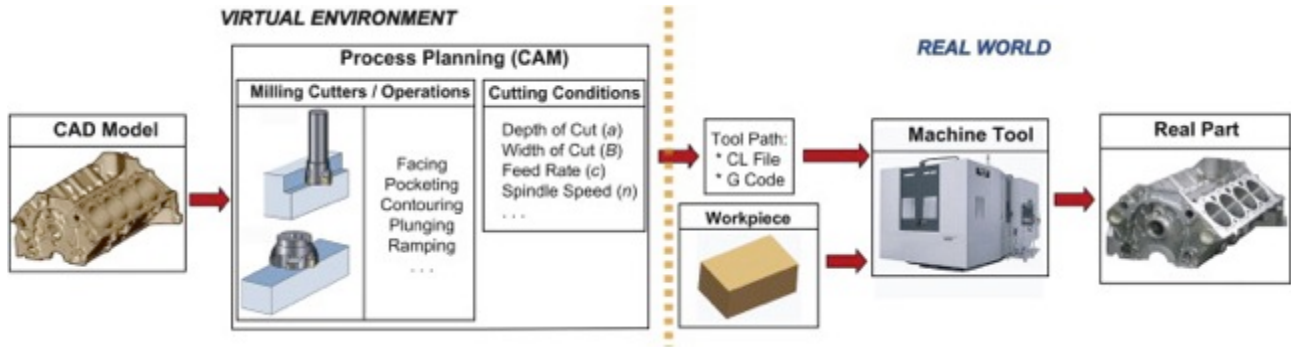 VIRTUAL ENVIRONMENT
REAL WORLD
CAD Model
Process Planning (CAM)
Milling Cutters / Operations
Facing
Pocketing
Contouring
Plunging
Ramping
. . .
Cutting Conditions
Depth of Cut (a)
Width of Cut (B)
Feed Rate (c)
Spindle Speed (n)
. . .
Tool Path:
* CL File
* G Code
Workpiece
Machine Tool
Real Part